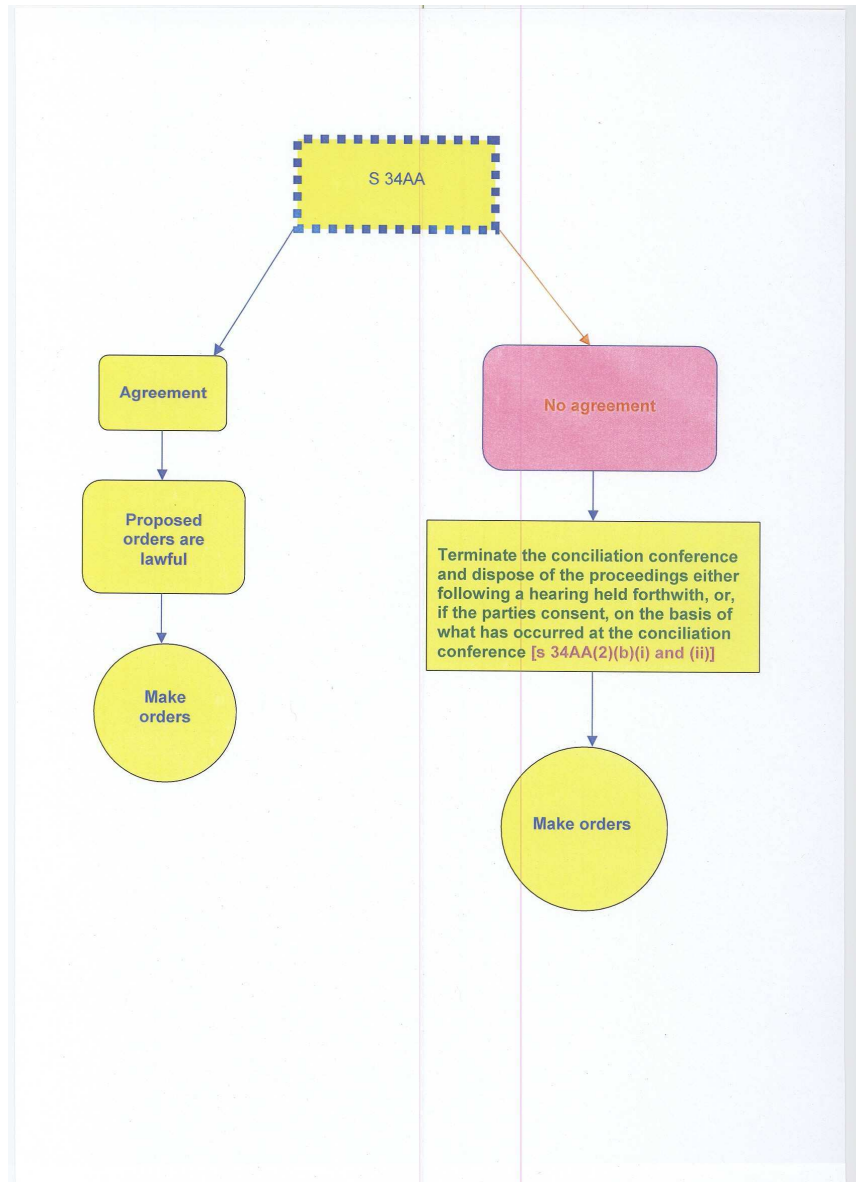 S 34AA
Agreement
No agreement
Proposed
orders are
lawful
Terminate the conciliation conference
and dispose of the proceedings either
following a hearing held forthwith, or,
if the parties consent, on the basis of
what has occurred at the conciliation
conference [s 34AA(2)(b)(i) and (ii)]
Make
orders
Make orders